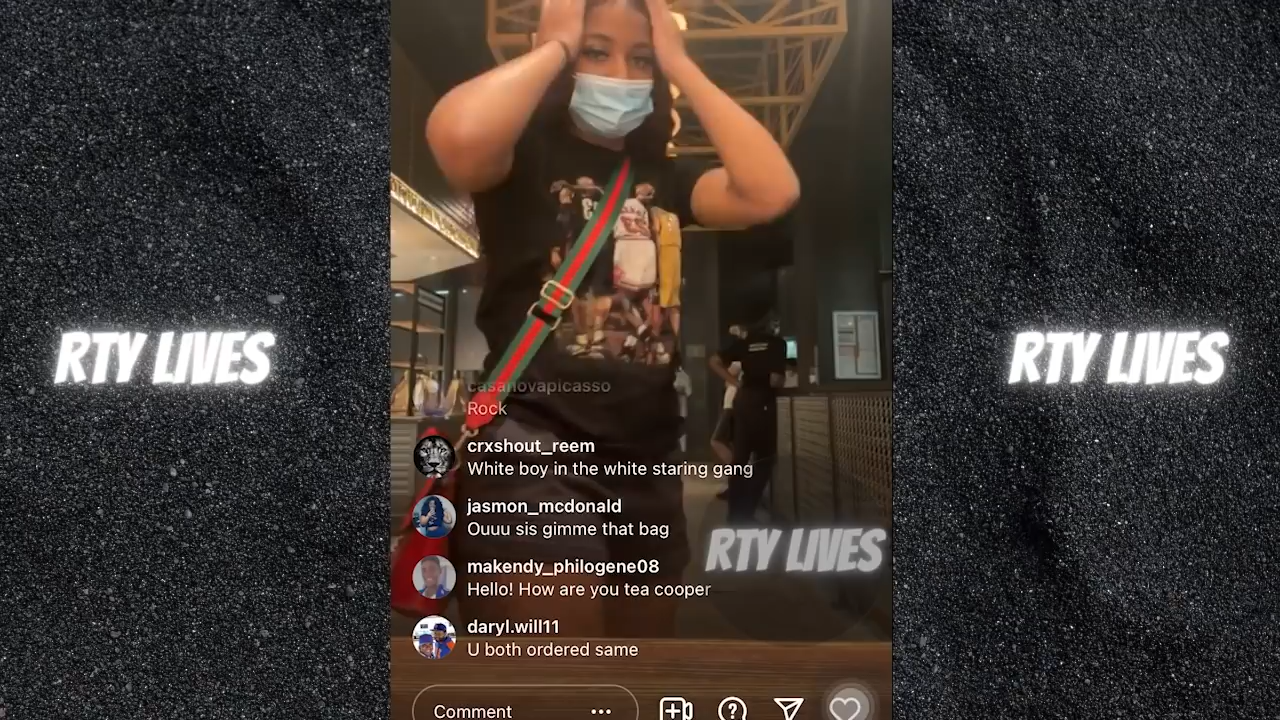 casanovapicasso
Rock
crxshout_reem
White boy in the white staring gang
jasmon_mcdonald
Ouuu sis gimme that bag
RTY LIVES
RTY LIVES
RTY LIVES
makendy_philogene08
Hello! How are you tea cooper
daryl.will11
U both ordered same
Comment